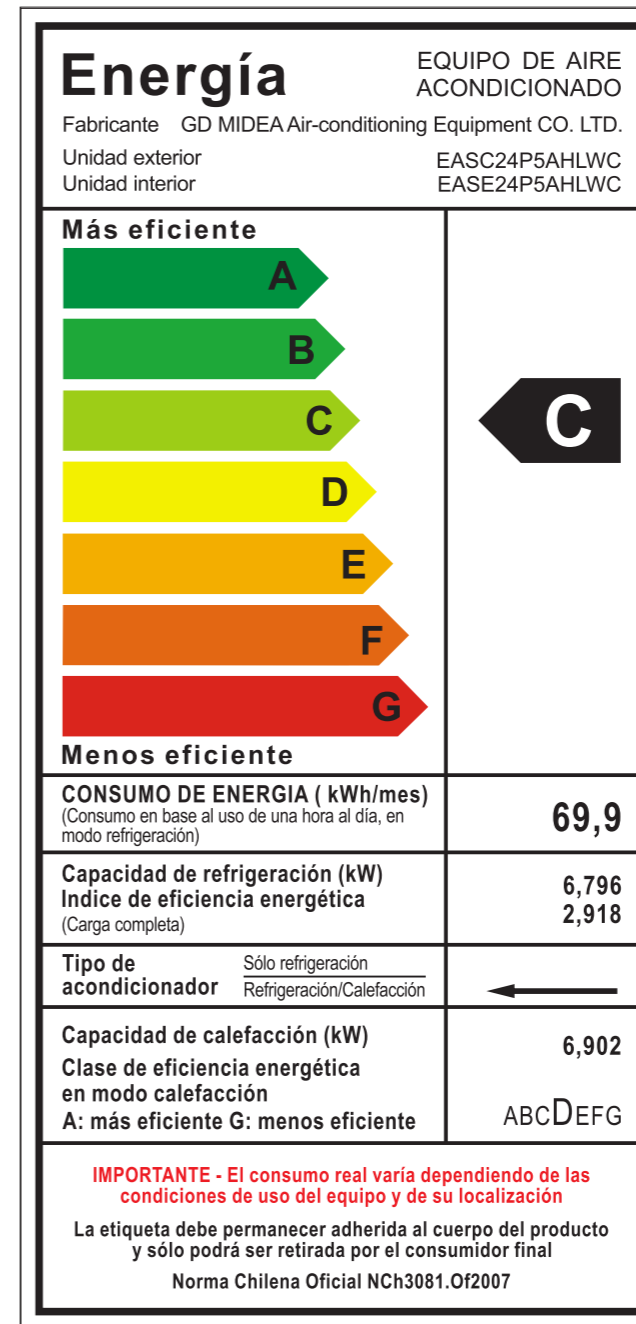 Energía
EQUIPO DE AIRE
ACONDICIONADO
Fabricante GD MIDEA Air-conditioning Equipment CO. LTD.
Unidad exterior EASC24P5AHLWC
Unidad interior EASE24P5AHLWC
Más eficiente
A
B
C
C
D
E
F
G
Menos eficiente
CONSUMO DE ENERGIA ( kWh/mes)
(Consumo en base al uso de una hora al día, en
modo refrigeración)
69,9
Capacidad de refrigeración (kW) 6,796
Indice de eficiencia energética 2,918
(Carga completa)
Tipo de
acondicionador
Sólo refrigeración
Refrigeración/Calefacción
Capacidad de calefacción (kW) 6,902
Clase de eficiencia energética
en modo calefacción
A: más eficiente G: menos eficiente ABCDEFG
IMPORTANTE - El consumo real varía dependiendo de las
condiciones de uso del equipo y de su localización
La etiqueta debe permanecer adherida al cuerpo del producto
y sólo podrá ser retirada por el consumidor final
Norma Chilena Oficial NCh3081.Of2007